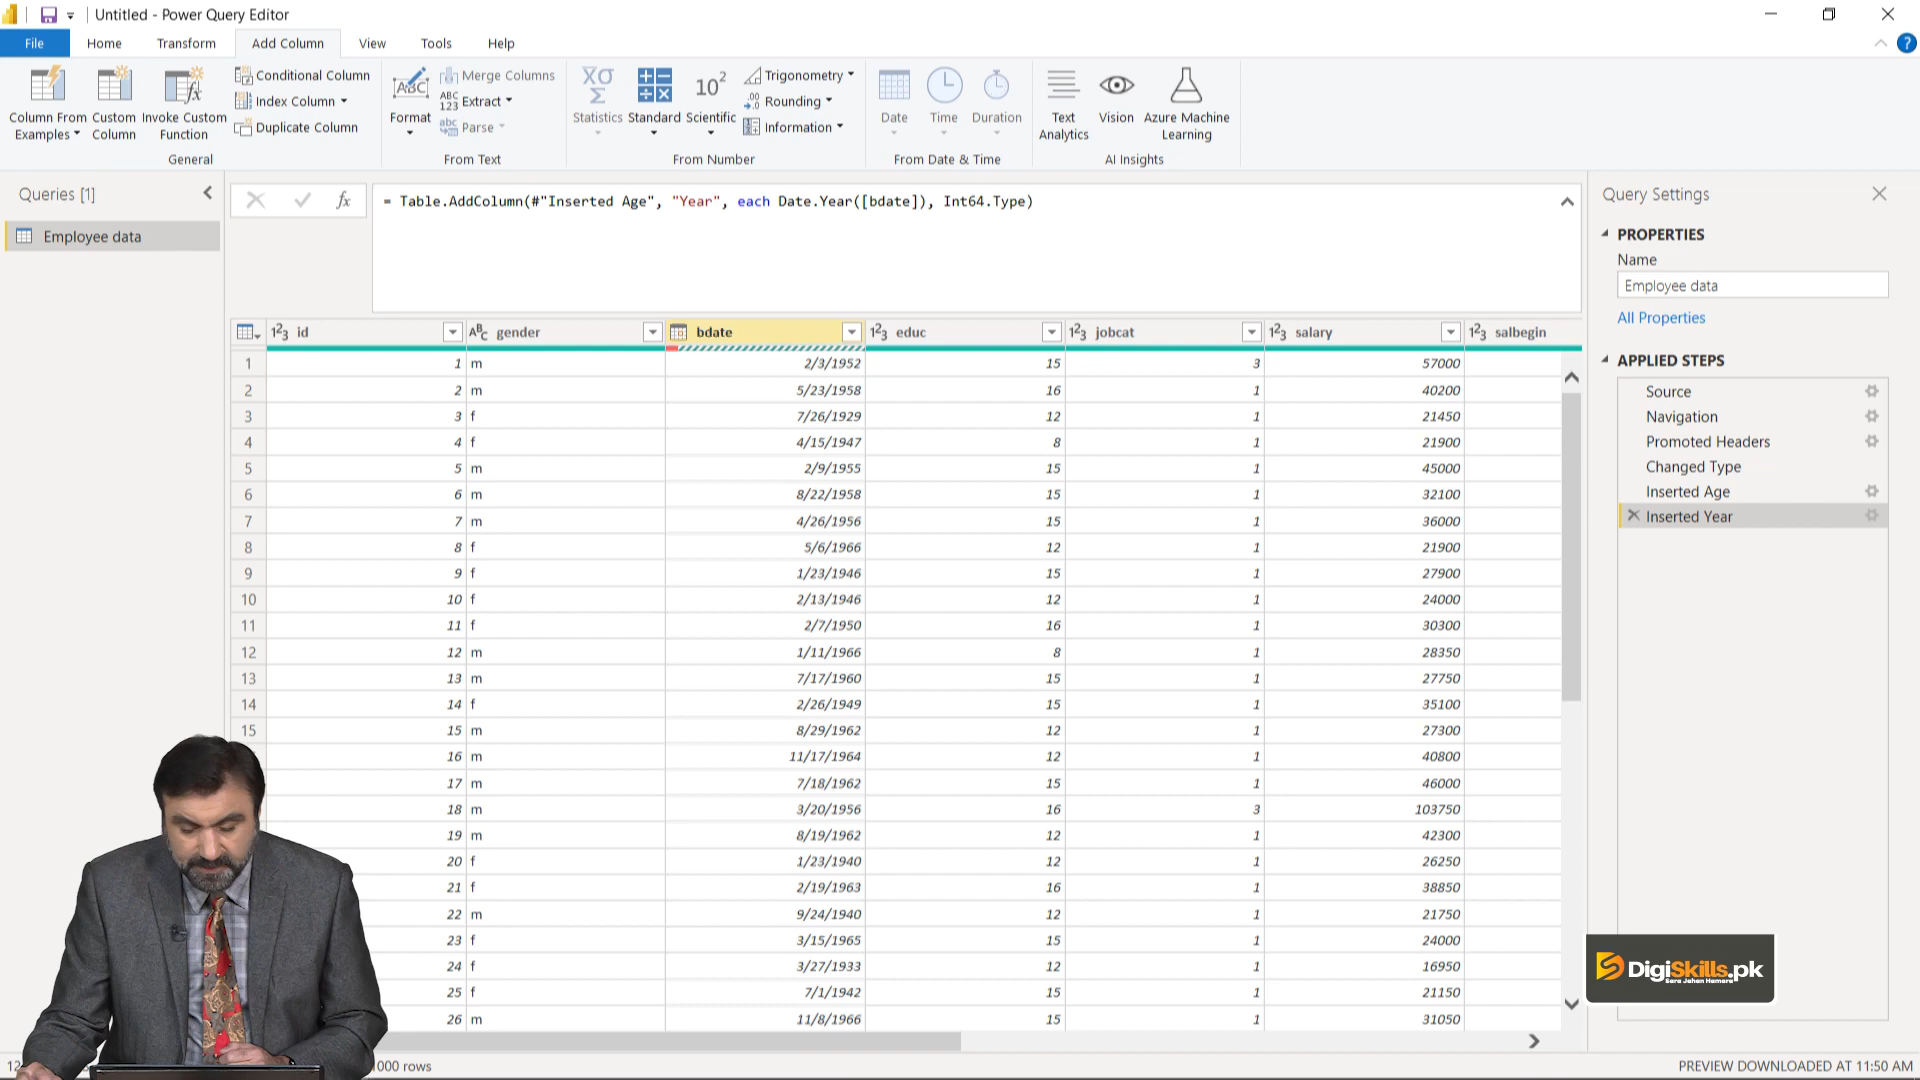 Untitled - Power Query Editor
File Home Transform Add Column View Tools Help
Column From Examples
Custom Column
Invoke Custom Function
Conditional Column
Index Column
Duplicate Column
General
Format
Merge Columns
Extract
Parse
From Text
Statistics
Standard
Scientific
Trigonometry
Rounding
Information
From Number
Date
Time
Duration
From Date & Time
Text Analytics
Vision
Azure Machine Learning
AI Insights
Queries [1]
Employee data
fx = Table.AddColumn(#"Inserted Age", "Year", each Date.Year([bdate]), Int64.Type)
id gender bdate educ jobcat salary salbegin
1 1 m 2/3/1952 15 3 57000
2 2 m 5/23/1958 16 1 40200
3 3 f 7/26/1929 12 1 21450
4 4 f 4/15/1947 8 1 21900
5 5 m 2/9/1955 15 1 45000
6 6 m 8/22/1958 15 1 32100
7 7 m 4/26/1956 15 1 36000
8 8 f 5/6/1966 12 1 21900
9 9 f 1/23/1946 15 1 27900
10 10 f 2/13/1946 12 1 24000
11 11 f 2/7/1950 16 1 30300
12 12 m 1/11/1966 8 1 28350
13 13 m 7/17/1960 15 1 27750
14 14 f 2/26/1949 15 1 35100
15 15 m 8/29/1962 12 1 27300
16 m 11/17/1964 12 1 40800
17 m 7/18/1962 15 1 46000
18 m 3/20/1956 16 3 103750
19 m 8/19/1962 12 1 42300
20 f 1/23/1940 12 1 26250
21 f 2/19/1963 16 1 38850
22 m 9/24/1940 12 1 21750
23 f 3/15/1965 15 1 24000
24 f 3/27/1933 12 1 16950
25 f 7/1/1942 15 1 21150
26 m 11/8/1966 15 1 31050
Query Settings
PROPERTIES
Name
Employee data
All Properties
APPLIED STEPS
Source
Navigation
Promoted Headers
Changed Type
Inserted Age
Inserted Year
DigiSkills.pk
Sara Jahan Hamara
000 rows
PREVIEW DOWNLOADED AT 11:50 AM